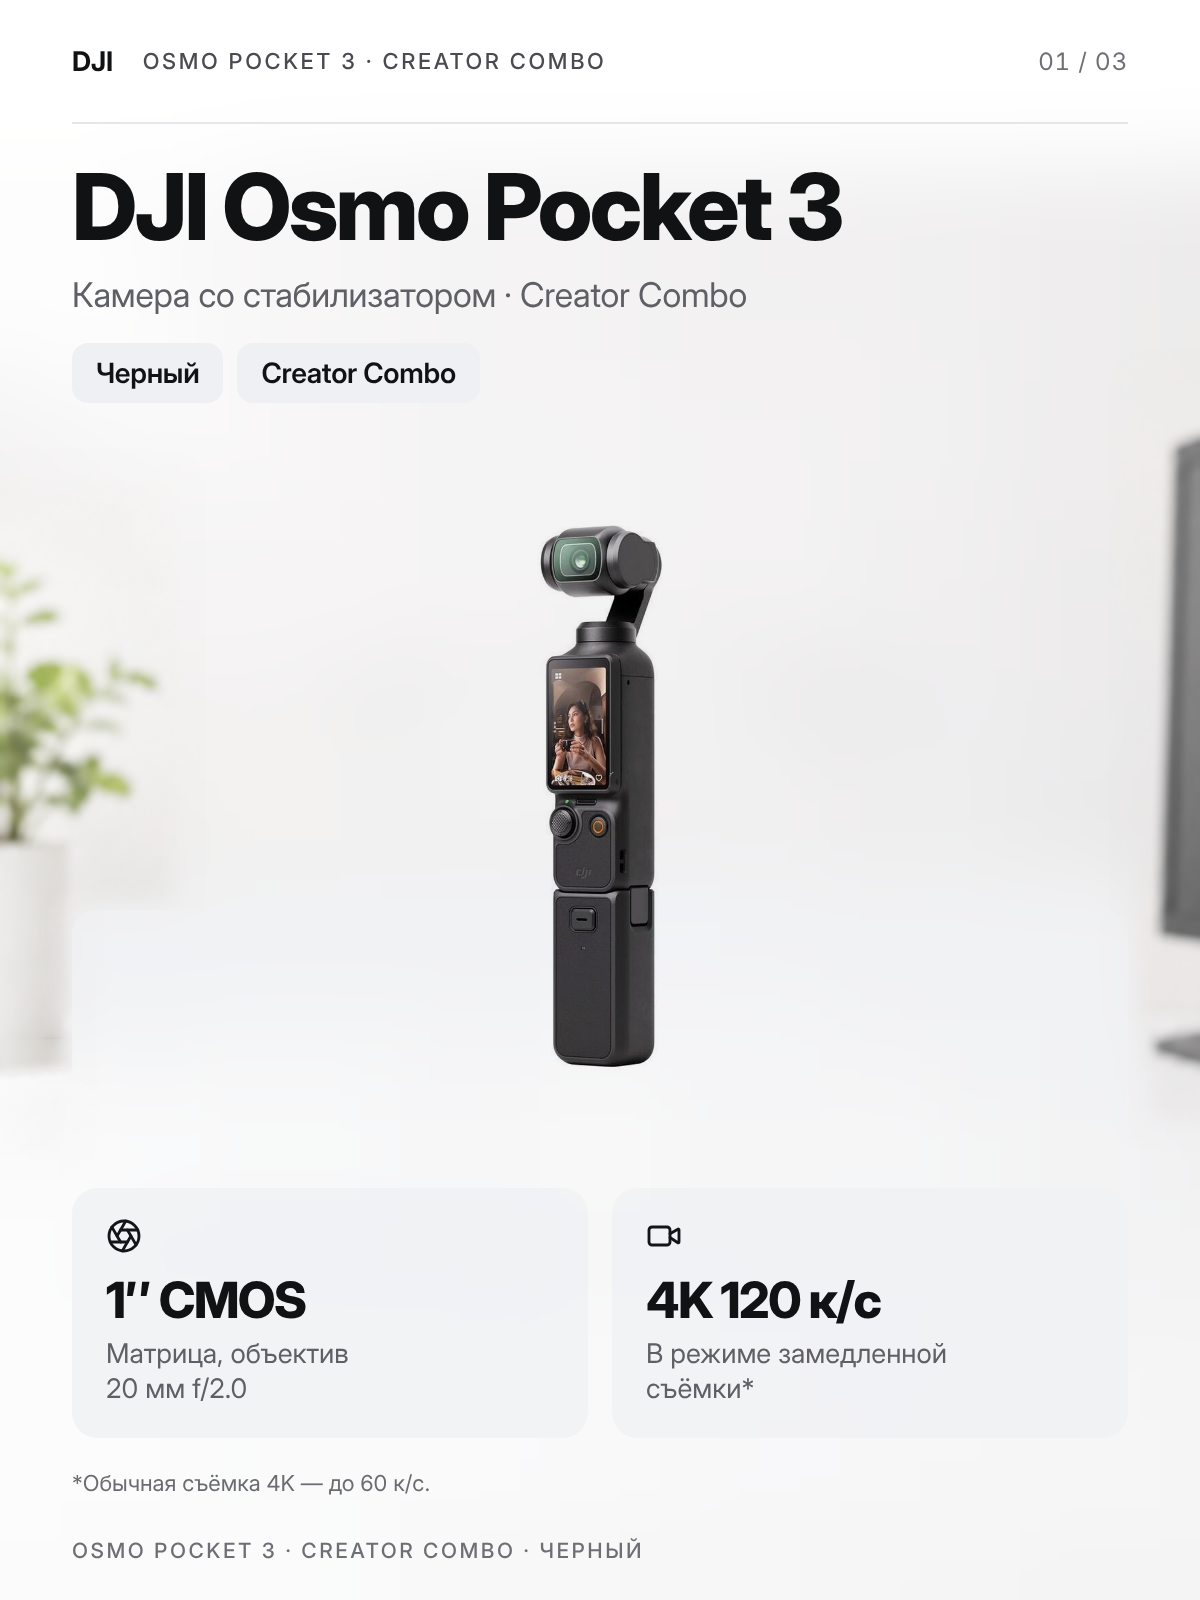 DJI OSMO POCKET 3 · CREATOR COMBO 01 / 03
DJI Osmo Pocket 3
Камера со стабилизатором · Creator Combo
Черный Creator Combo
dji
1″ CMOS
Матрица, объектив
20 мм f/2.0
4K 120 к/с
В режиме замедленной
съёмки*
*Обычная съёмка 4K — до 60 к/с.
OSMO POCKET 3 · CREATOR COMBO · ЧЕРНЫЙ